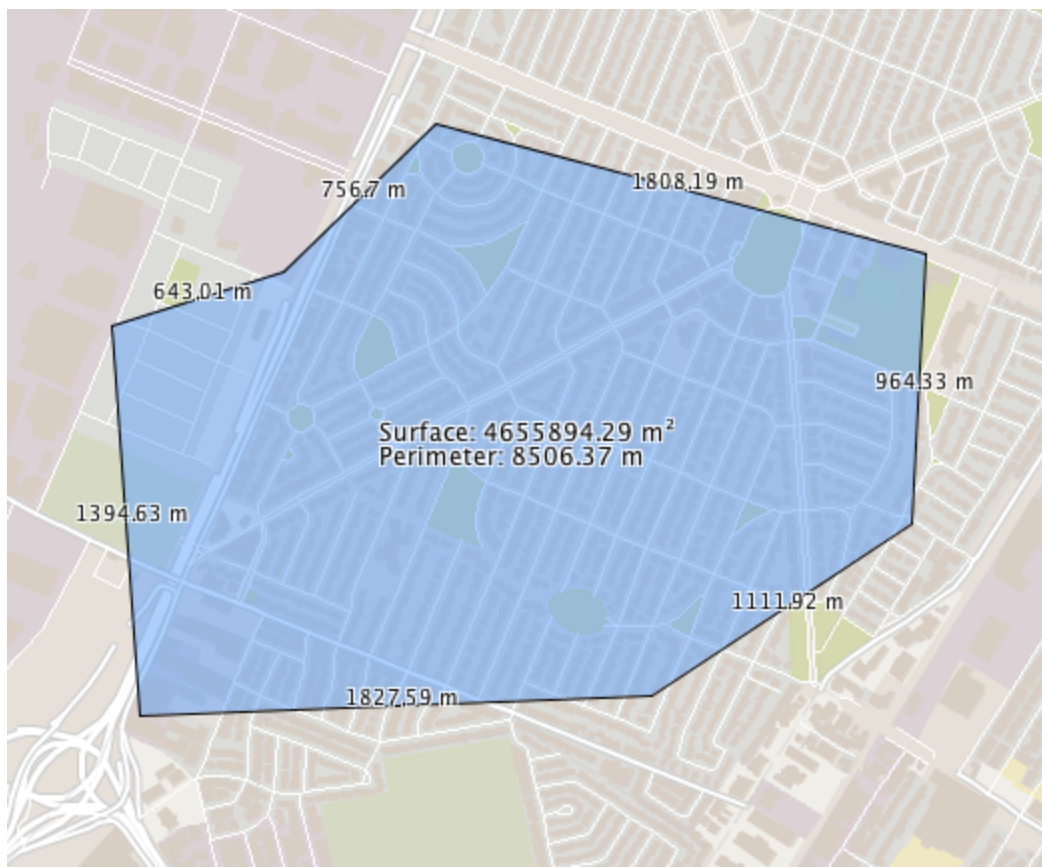 756.7 m
1808.19 m
643.01 m
964.33 m
Surface: 4655894.29 m²
Perimeter: 8506.37 m
1394.63 m
1111.92 m
1827.59 m